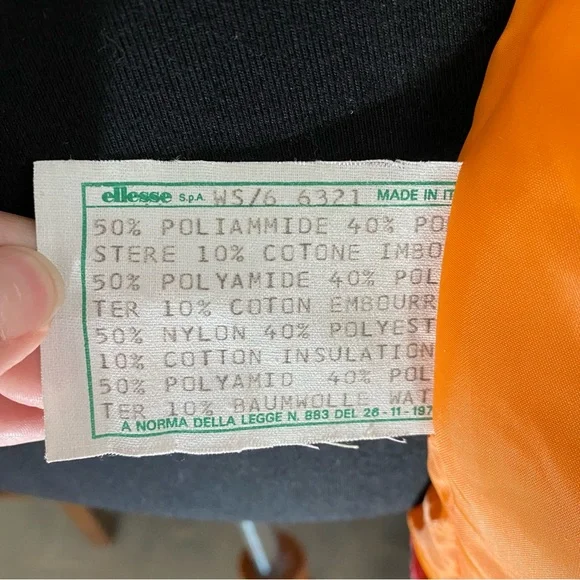 ellesse S.p.A. WS/6 6321 MADE IN IT
50% POLIAMMIDE 40% PO
STERE 10% COTONE IMBO
50% POLYAMIDE 40% POL
TER 10% COTON EMBOURR
50% NYLON 40% POLYEST
10% COTTON INSULATION
50% POLYAMID 40% POL
TER 10% BAUMWOLLE WAT
A NORMA DELLA LEGGE N. 883 DEL 26-11-197